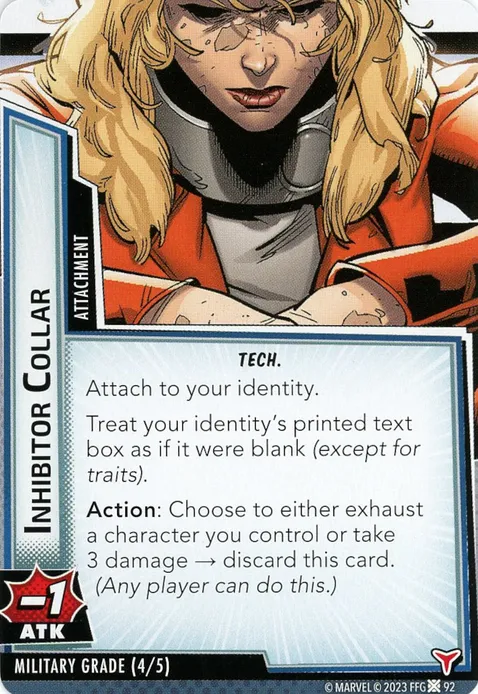 INHIBITOR COLLAR
ATTACHMENT
TECH.
Attach to your identity.
Treat your identity's printed text
box as if it were blank (except for
traits).
Action: Choose to either exhaust
a character you control or take
3 damage → discard this card.
(Any player can do this.)
-1
ATK
MILITARY GRADE (4/5)
© MARVEL © 2023 FFG 92